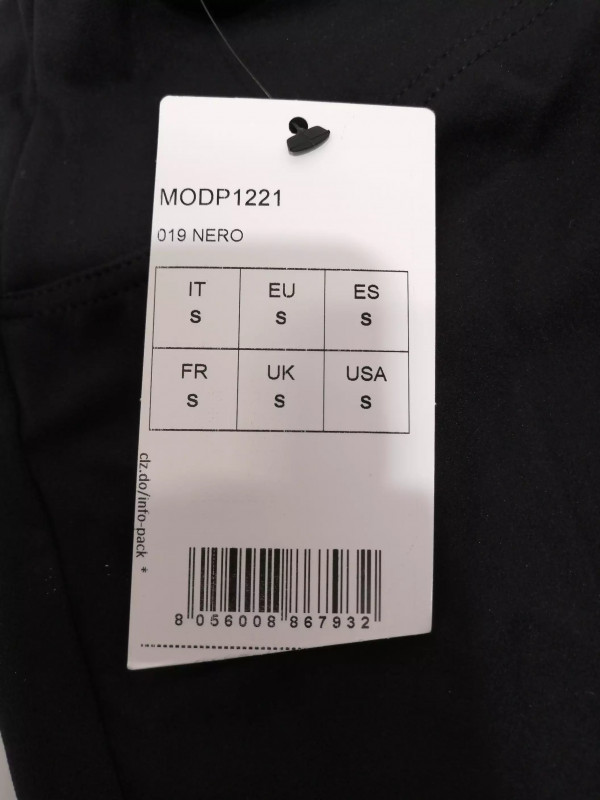 MODP1221
019 NERO
IT EU ES
S S S
FR UK USA
S S S
clz.do/info-pack *
8 056008 867932